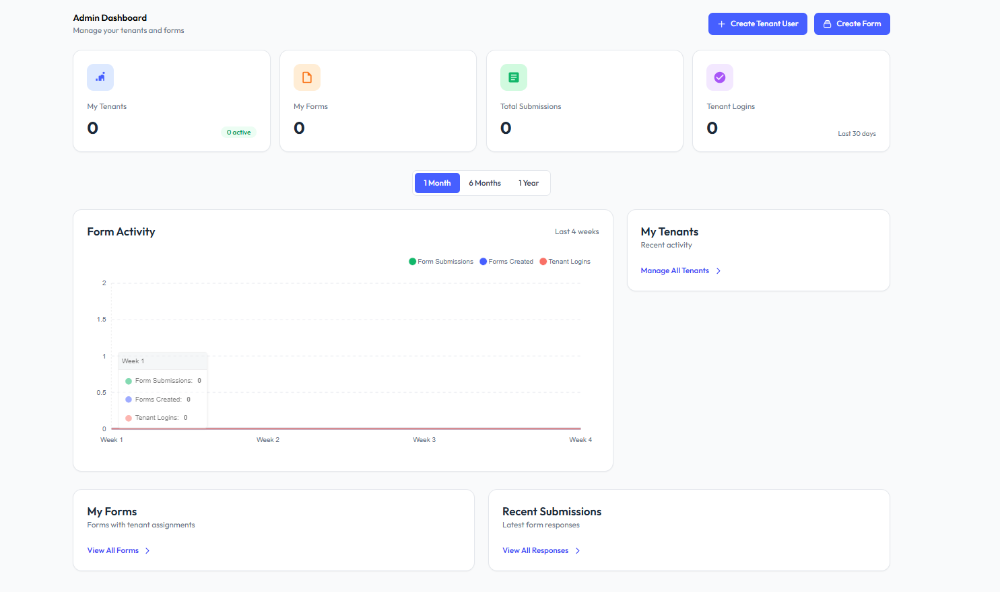 Admin Dashboard
Manage your tenants and forms
Create Tenant User
Create Form
My Tenants
0
0 active
My Forms
0
Total Submissions
0
Tenant Logins
0
Last 30 days
1 Month
6 Months
1 Year
Form Activity
Last 4 weeks
Form Submissions
Forms Created
Tenant Logins
2
1.5
1
0.5
0
Week 1
Form Submissions: 0
Forms Created: 0
Tenant Logins: 0
Week 1
Week 2
Week 3
Week 4
My Tenants
Recent activity
Manage All Tenants
My Forms
Forms with tenant assignments
View All Forms
Recent Submissions
Latest form responses
View All Responses